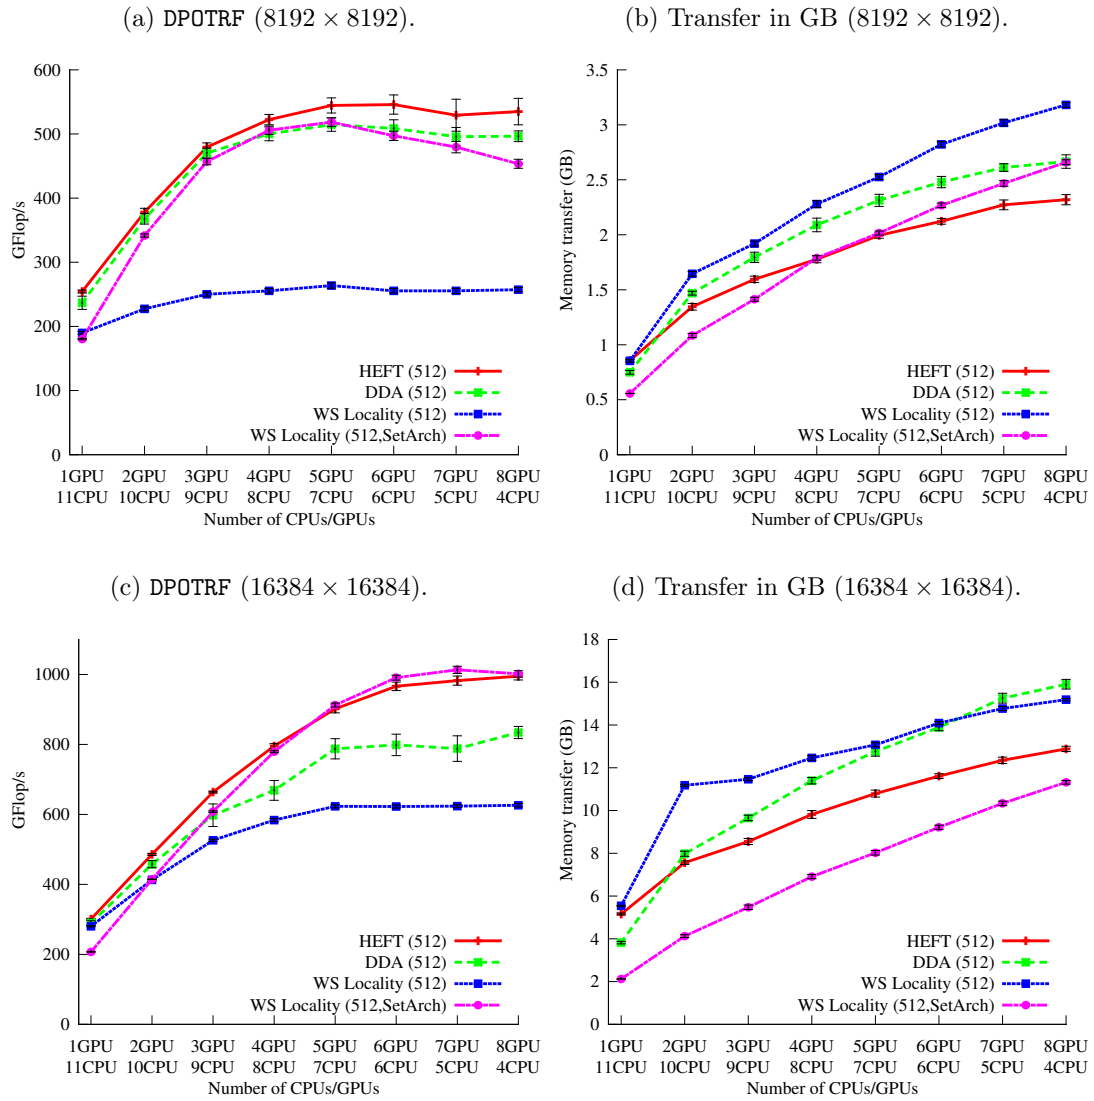 (a) DPOTRF (8192 × 8192).
600
500
400
300
200
100
0
GFlop/s
HEFT (512)
DDA (512)
WS Locality (512)
WS Locality (512,SetArch)
1GPU 2GPU 3GPU 4GPU 5GPU 6GPU 7GPU 8GPU
11CPU 10CPU 9CPU 8CPU 7CPU 6CPU 5CPU 4CPU
Number of CPUs/GPUs
(b) Transfer in GB (8192 × 8192).
3.5
3
2.5
2
1.5
1
0.5
0
Memory transfer (GB)
HEFT (512)
DDA (512)
WS Locality (512)
WS Locality (512,SetArch)
1GPU 2GPU 3GPU 4GPU 5GPU 6GPU 7GPU 8GPU
11CPU 10CPU 9CPU 8CPU 7CPU 6CPU 5CPU 4CPU
Number of CPUs/GPUs
(c) DPOTRF (16384 × 16384).
1000
800
600
400
200
0
GFlop/s
HEFT (512)
DDA (512)
WS Locality (512)
WS Locality (512,SetArch)
1GPU 2GPU 3GPU 4GPU 5GPU 6GPU 7GPU 8GPU
11CPU 10CPU 9CPU 8CPU 7CPU 6CPU 5CPU 4CPU
Number of CPUs/GPUs
(d) Transfer in GB (16384 × 16384).
18
16
14
12
10
8
6
4
2
0
Memory transfer (GB)
HEFT (512)
DDA (512)
WS Locality (512)
WS Locality (512,SetArch)
1GPU 2GPU 3GPU 4GPU 5GPU 6GPU 7GPU 8GPU
11CPU 10CPU 9CPU 8CPU 7CPU 6CPU 5CPU 4CPU
Number of CPUs/GPUs